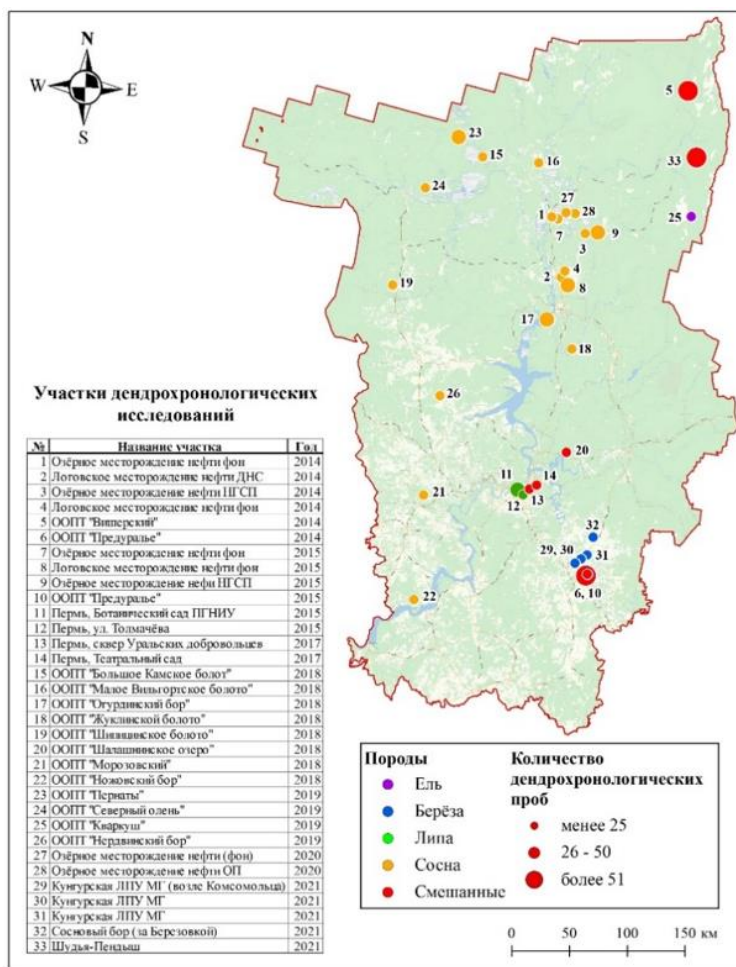 N
W E
S
5
23
15
16
33
24
27
1 28
25
7 9
3
4
2
8
19
17
18
26
20
11 14
21
13
12
32
29, 30 31
22
6, 10
Участки дендрохронологических
исследований
№ Название участка Год
1 Озёрное месторождение нефти фон 2014
2 Логовское месторождение нефти ДНС 2014
3 Озёрное месторождение нефти НГСП 2014
4 Логовское месторождение нефти фон 2014
5 ООПТ "Вишерский" 2014
6 ООПТ "Предуралье" 2014
7 Озёрное месторождение нефти фон 2015
8 Логовское месторождение нефти фон 2015
9 Озёрное месторождение нефи НГСП 2015
10 ООПТ "Предуралье" 2015
11 Пермь, Ботанический сад ПГНИУ 2015
12 Пермь, ул. Толмачёва 2015
13 Пермь, сквер Уральских добровольцев 2017
14 Пермь, Театральный сад 2017
15 ООПТ "Большое Камское болот" 2018
16 ООПТ "Малое Вильгортское болото" 2018
17 ООПТ "Огурдинский бор" 2018
18 ООПТ "Жуклинской болото" 2018
19 ООПТ "Шипицинское болото" 2018
20 ООПТ "Шалашнинское озеро" 2018
21 ООПТ "Морозовский" 2018
22 ООПТ "Ножовский бор" 2018
23 ООПТ "Пернаты" 2019
24 ООПТ "Северный олень" 2019
25 ООПТ "Кваркуш" 2019
26 ООПТ "Нердвинский бор" 2019
27 Озёрное месторождение нефти (фон) 2020
28 Озёрное месторождение нефти ОП 2020
29 Кунгурская ЛПУ МГ (возле Комсомольца) 2021
30 Кунгурская ЛПУ МГ 2021
31 Кунгурская ЛПУ МГ 2021
32 Сосновый бор (за Березовкой) 2021
33 Шудья-Пендыш 2021
Породы
Ель
Берёза
Липа
Сосна
Смешанные
Количество
дендрохронологических
проб
менее 25
26 - 50
более 51
0 50 100 150 км